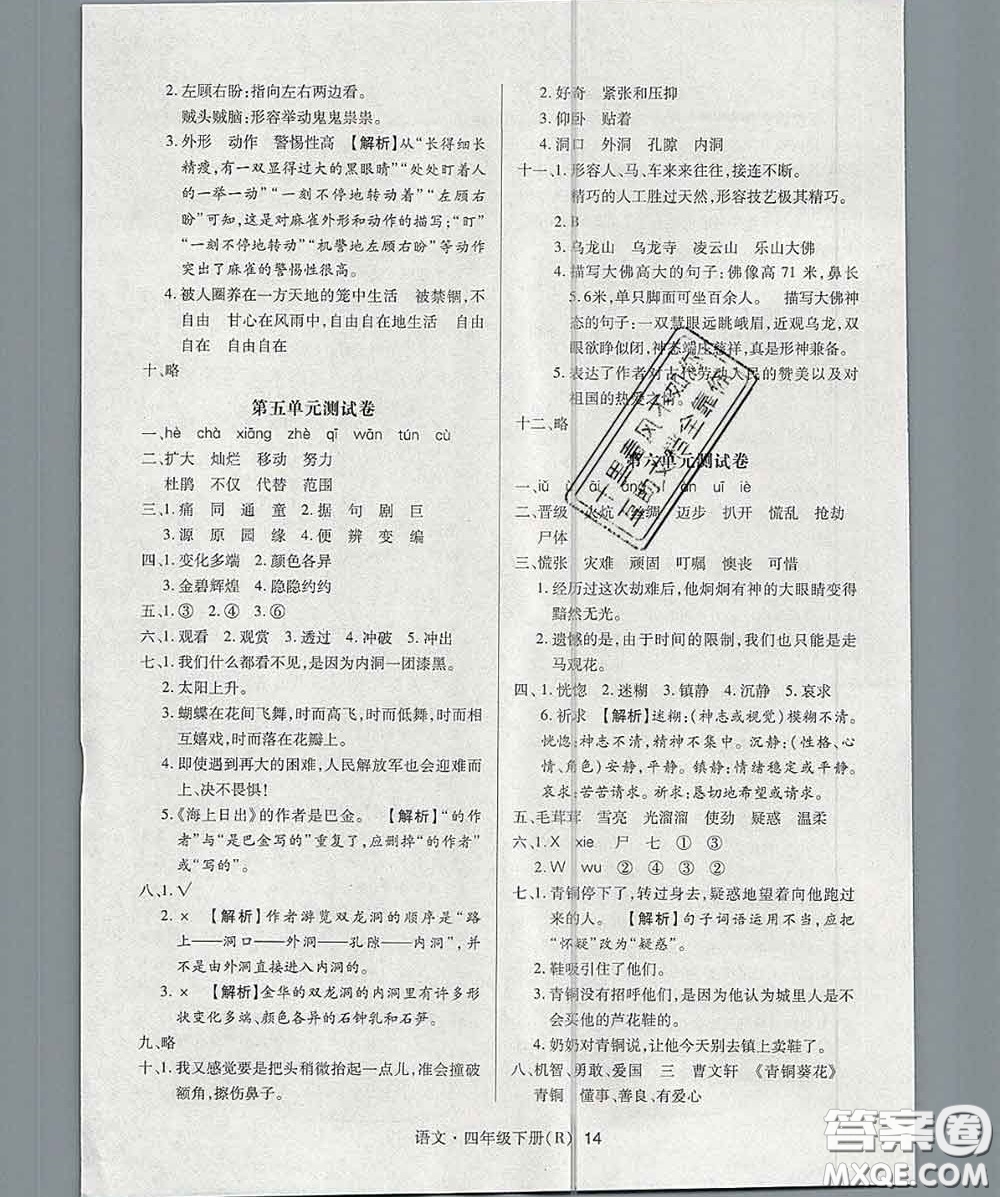 2. 左顾右盼:指向左右两边看。
贼头贼脑:形容举动鬼鬼祟祟。
3. 外形 动作 警惕性高 【解析】从“长得细长
精瘦,有一双显得过大的黑眼睛”“处处盯着人
的一举一动”“一刻不停地转动着”“左顾右
盼”可知,这是对麻雀外形和动作的描写;“盯”
“一刻不停地转动”“机警地左顾右盼”等动作
突出了麻雀的警惕性很高。
4. 被人圈养在一方天地的笼中生活 被禁锢,不
自由 甘心在风雨中,自由自在地生活 自由
自在 自由自在
十、略
第五单元测试卷
一、hè chà xiāng zhè qī wān tún cù
二、扩大 灿烂 移动 努力
杜鹃 不仅 代替 范围
三、1. 痛 同 通 童 2. 据 句 剧 巨
3. 源 原 园 缘 4. 便 辨 变 编
四、1. 变化多端 2. 颜色各异
3. 金碧辉煌 4. 隐隐约约
五、1. ③ 2. ④ 3. ⑥
六、1. 观看 2. 观赏 3. 透过 4. 冲破 5. 冲出
七、1. 我们什么都看不见,是因为内洞一团漆黑。
2. 太阳上升。
3. 蝴蝶在花间飞舞,时而高飞,时而低舞,时而相
互嬉戏,时而落在花瓣上。
4. 即使遇到再大的困难,人民解放军也会迎难而
上、决不畏惧!
5. 《海上日出》的作者是巴金。 【解析】“的
作者”与“是巴金写的”重复了,应删掉“的作
者”或“写的”。
八、1. √
2. × 【解析】作者游览双龙洞的顺序是“路
上——洞口——外洞——孔隙——内洞”,并不
是由外洞直接进入内洞的。
3. × 【解析】金华的双龙洞的内洞里有许多形
状变化多端、颜色各异的石钟乳和石笋。
九、略
十、1. 我又感觉要是把头稍微抬起一点儿,准会撞破
额角,擦伤鼻子。
2. 好奇 紧张和压抑
3. 仰卧 贴着
4. 洞口 外洞 孔隙 内洞
十一、1. 形容人、马、车来来往往,接连不断。
精巧的人工胜过天然,形容技艺极其精巧。
2. B
3. 乌龙山 乌龙寺 凌云山 乐山大佛
4. 描写大佛高大的句子:佛像高 71 米,鼻长
5.6米,单只脚面可坐百余人。 描写大佛神
态的句子:一双慧眼远眺峨眉,近观乌龙,双
眼欲睁似闭,神态端庄慈祥,真是形神兼备。
5. 表达了作者对古代劳动人民的赞美以及对
祖国的热爱之
十二、略
第六单元测试卷
一、iǔ
二、晋级 迈步 扒开 慌乱 抢劫
尸体
三、慌张 灾难 顽固 叮嘱 懊丧 可惜
1. 经历过这次劫难后,他炯炯有神的大眼睛变得
黯然无光。
2. 遗憾的是,由于时间的限制,我们也只能是走
马观花。
四、1. 恍惚 2. 迷糊 3. 镇静 4. 沉静 5. 哀求
6. 祈求 【解析】迷糊:(神志或视觉)模糊不清。
恍惚:神志不清,精神不集中。沉静:(性格、心
情、角色)安静,平静。镇静:情绪稳定或平静。
哀求:苦苦请求。祈求:恳切地希望或请求。
五、毛茸茸 雪亮 光溜溜 使劲 疑惑 温柔
六、1. X xie 尸 七 ① ③
2. W wu ② ④ ③ ②
七、1. 青铜停下了,转过身去,疑惑地望着向他跑过
来的人。 【解析】句子词语运用不当,应把
“怀疑”改为“疑惑”。
2. 鞋吸引住了他们。
3. 青铜没有招呼他们,是因为城里人是不会
买他的芦花鞋的。
4. 奶奶对青铜说,让他今天别去镇上卖鞋了。
八、机智、勇敢、爱国 三 曹文轩 《青铜葵花》
青铜 懂事、善良、有爱心
语文·四年级下册(R) 14
答案圈
MXQE.COM